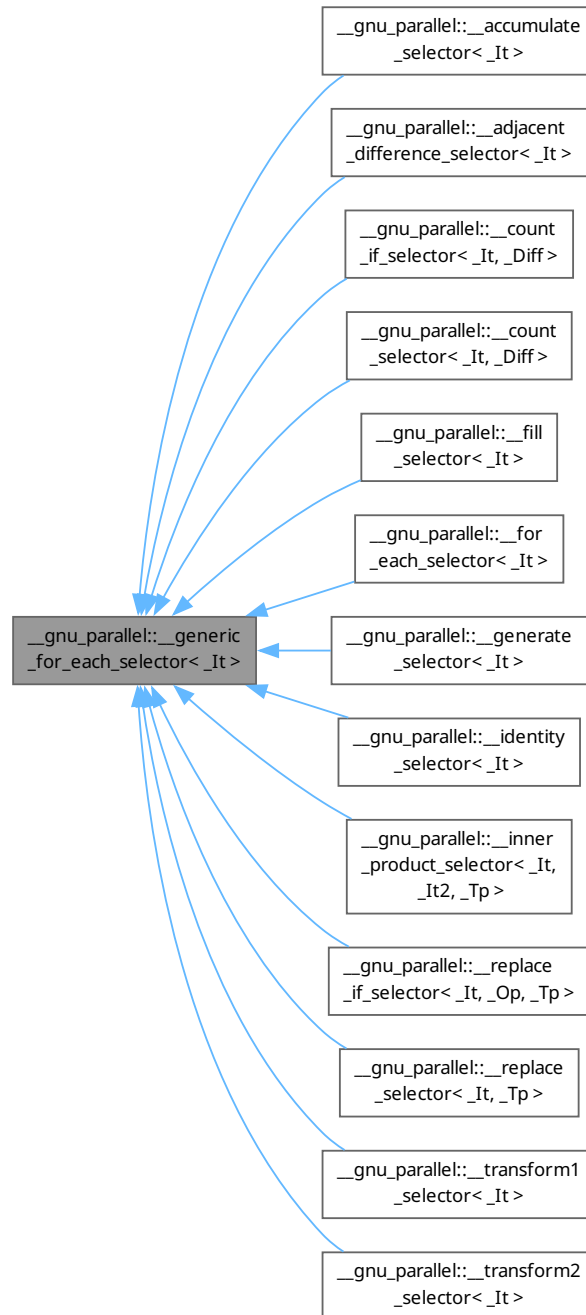 __gnu_parallel::__accumulate
_selector< _It >
__gnu_parallel::__adjacent
_difference_selector< _It >
__gnu_parallel::__count
_if_selector< _It, _Diff >
__gnu_parallel::__count
_selector< _It, _Diff >
__gnu_parallel::__fill
_selector< _It >
__gnu_parallel::__for
_each_selector< _It >
__gnu_parallel::__generic
_for_each_selector< _It >
__gnu_parallel::__generate
_selector< _It >
__gnu_parallel::__identity
_selector< _It >
__gnu_parallel::__inner
_product_selector< _It,
_It2, _Tp >
__gnu_parallel::__replace
_if_selector< _It, _Op, _Tp >
__gnu_parallel::__replace
_selector< _It, _Tp >
__gnu_parallel::__transform1
_selector< _It >
__gnu_parallel::__transform2
_selector< _It >